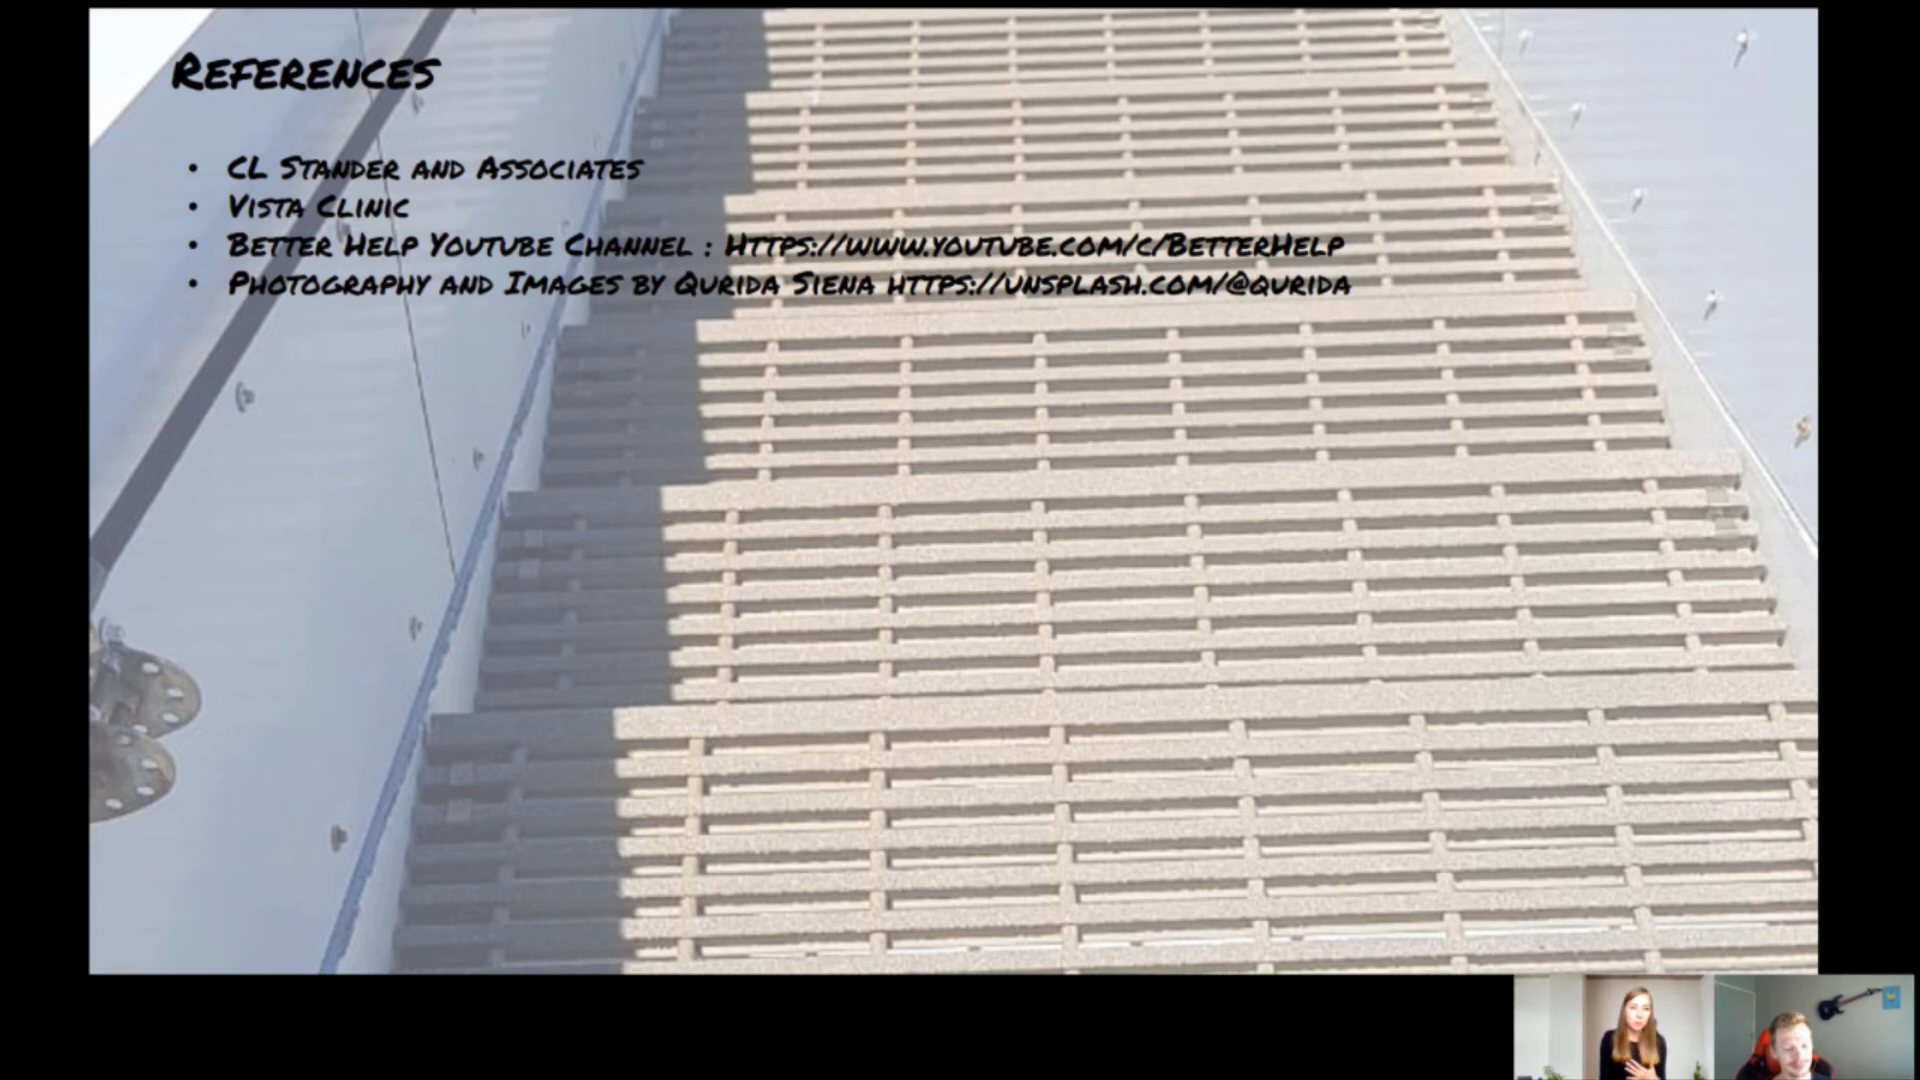 References
• CL Stander and Associates
• Vista Clinic
• Better Help Youtube Channel : Https://www.youtube.com/c/BetterHelp
• Photography and Images by Qurida Siena https://unsplash.com/@qurida